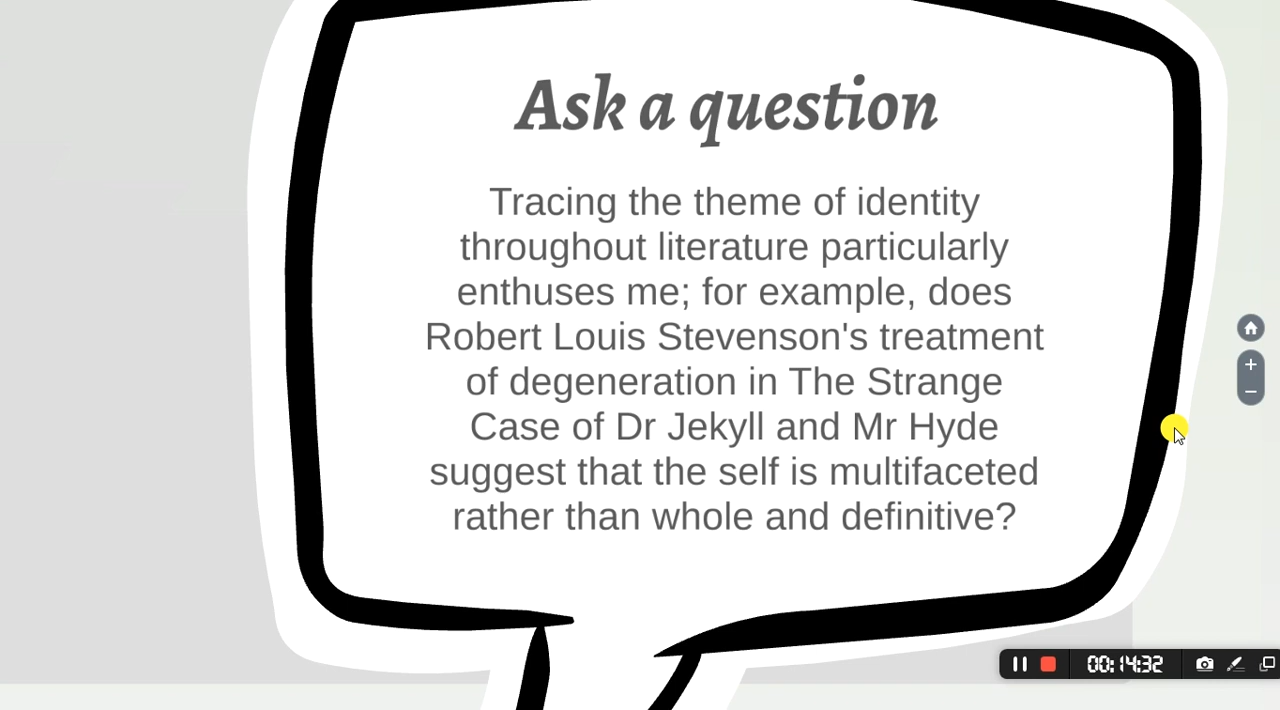 Ask a question
Tracing the theme of identity
throughout literature particularly
enthuses me; for example, does
Robert Louis Stevenson's treatment
of degeneration in The Strange
Case of Dr Jekyll and Mr Hyde
suggest that the self is multifaceted
rather than whole and definitive?
00:14:32